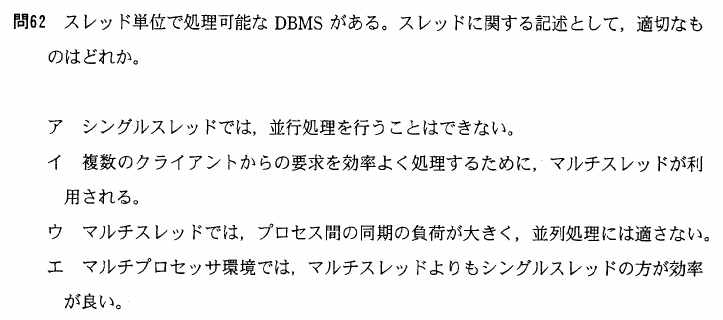 問62 スレッド単位で処理可能な DBMS がある。スレッドに関する記述として，適切なも
のはどれか。
ア シングルスレッドでは，並行処理を行うことはできない。
イ 複数のクライアントからの要求を効率よく処理するために，マルチスレッドが利
用される。
ウ マルチスレッドでは，プロセス間の同期の負荷が大きく，並列処理には適さない。
エ マルチプロセッサ環境では，マルチスレッドよりもシングルスレッドの方が効率
が良い。